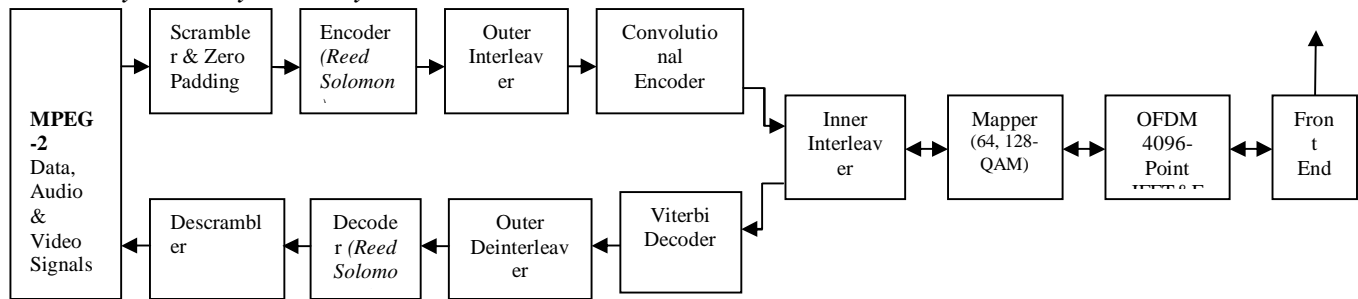 Scramble
r & Zero
Padding
Encoder
(Reed
Solomon
Outer
Interleav
er
Convolutio
nal
Encoder
MPEG
-2
Data,
Audio
&
Video
Signals
Inner
Interleav
er
Mapper
(64, 128-
QAM)
OFDM
4096-
Point
Fron
t
End
Descrambl
er
Decode
r (Reed
Solomo
Outer
Deinterleav
er
Viterbi
Decoder